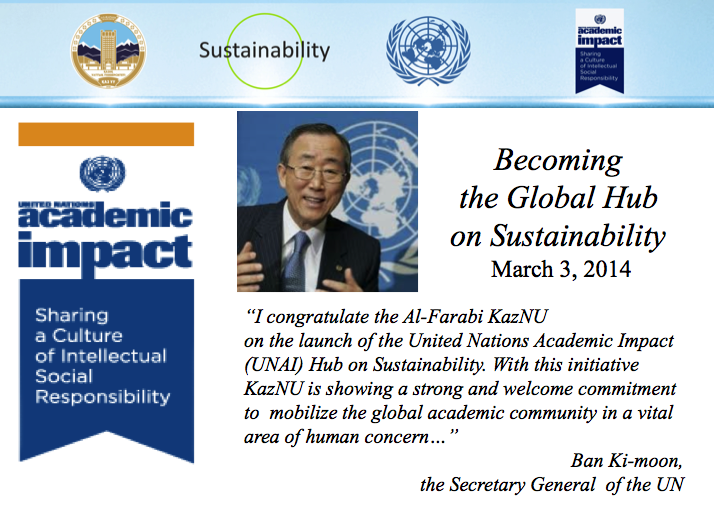 Sustainability
UNITED NATIONS
academic
impact
Sharing
a Culture
of Intellectual
Social
Responsibility
UNITED NATIONS
academic
impact
Sharing
a Culture
of Intellectual
Social
Responsibility
Becoming
the Global Hub
on Sustainability
March 3, 2014
“I congratulate the Al-Farabi KazNU
on the launch of the United Nations Academic Impact
(UNAI) Hub on Sustainability. With this initiative
KazNU is showing a strong and welcome commitment
to mobilize the global academic community in a vital
area of human concern…”
Ban Ki-moon,
the Secretary General of the UN